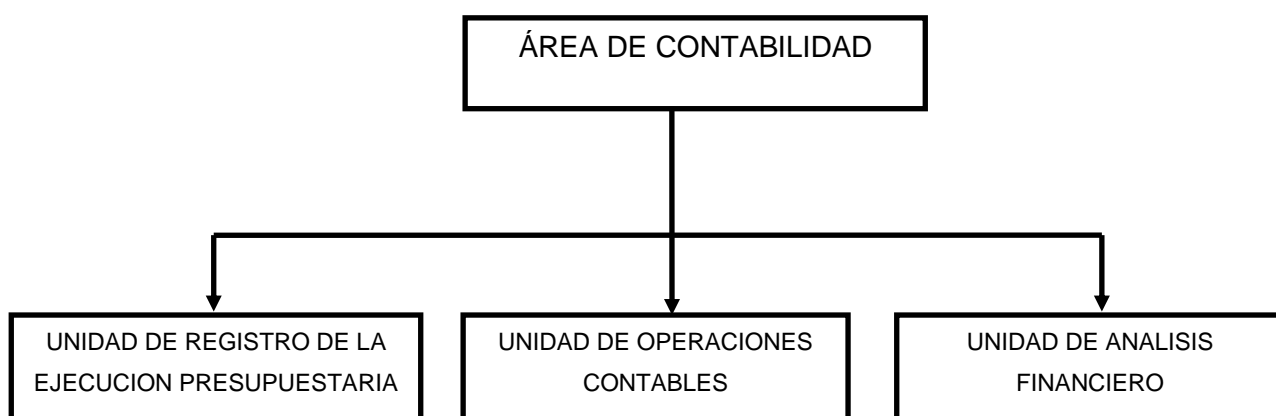 ÁREA DE CONTABILIDAD
UNIDAD DE REGISTRO DE LA
EJECUCION PRESUPUESTARIA
UNIDAD DE OPERACIONES
CONTABLES
UNIDAD DE ANALISIS
FINANCIERO